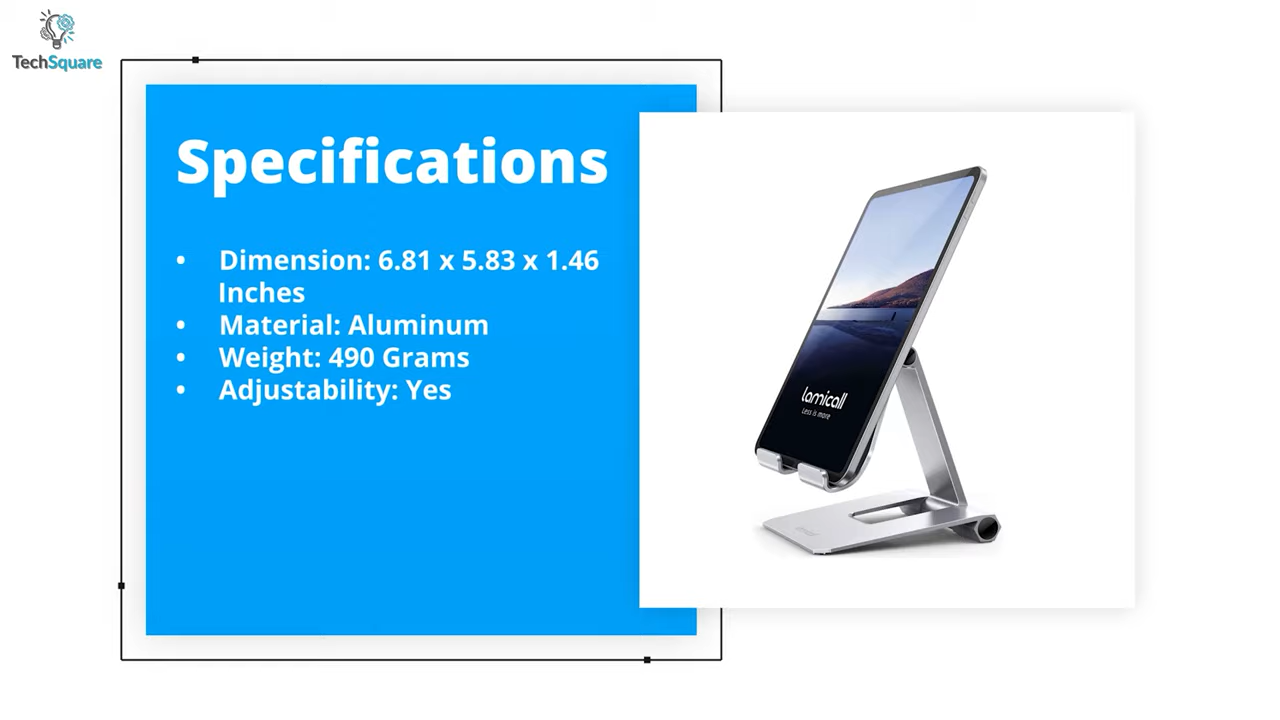 TechSquare
Specifications
• Dimension: 6.81 x 5.83 x 1.46
Inches
• Material: Aluminum
• Weight: 490 Grams
• Adjustability: Yes
lamicall
Less is more